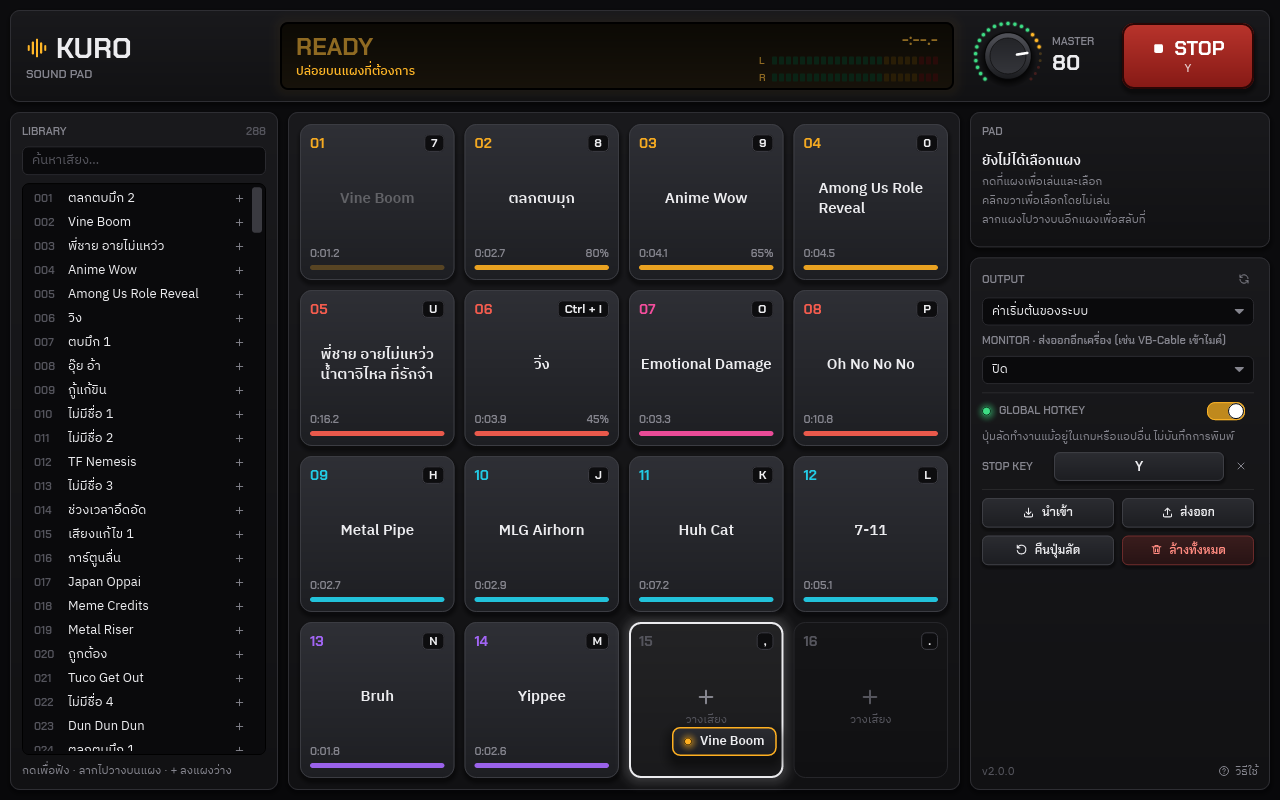 KURO
SOUND PAD
READY
ปล่อยบนแผงที่ต้องการ
-:--.-
L
R
MASTER
80
STOP
Y
LIBRARY
288
ค้นหาเสียง...
001 ตลกตบมึก 2 +
002 Vine Boom +
003 พี่ชาย อายไม่แหว่ว +
004 Anime Wow +
005 Among Us Role Reveal +
006 วิง +
007 ตบมึก 1 +
008 อุ๊ย อ้า +
009 กู้แก้ขิน +
010 ไม่มีชื่อ 1 +
011 ไม่มีชื่อ 2 +
012 TF Nemesis +
013 ไม่มีชื่อ 3 +
014 ช่วงเวลาอึดอัด +
015 เสียงแก้ไข 1 +
016 การ์ตูนลื่น +
017 Japan Oppai +
018 Meme Credits +
019 Metal Riser +
020 ถูกต้อง +
021 Tuco Get Out +
022 ไม่มีชื่อ 4 +
023 Dun Dun Dun +
024 ตลกตบมึก 1 +
กดเพื่อฟัง · ลากไปวางบนแผง · + ลงแผงว่าง
01 7
Vine Boom
0:01.2
02 8
ตลกตบมุก
0:02.7 80%
03 9
Anime Wow
0:04.1 65%
04 0
Among Us Role
Reveal
0:04.5
05 U
พี่ชาย อายไม่แหว่ว
น้ำตาจิไหล ที่รักจ๋า
0:16.2
06 Ctrl + I
วิ่ง
0:03.9 45%
07 O
Emotional Damage
0:03.3
08 P
Oh No No No
0:10.8
09 H
Metal Pipe
0:02.7
10 J
MLG Airhorn
0:02.9
11 K
Huh Cat
0:07.2
12 L
7-11
0:05.1
13 N
Bruh
0:01.8
14 M
Yippee
0:02.6
15 ,
+
วางเสียง
Vine Boom
16 .
+
วางเสียง
PAD
ยังไม่ได้เลือกแผง
กดที่แผงเพื่อเล่นและเลือก
คลิกขวาเพื่อเลือกโดยไม่เล่น
ลากแผงไปวางบนอีกแผงเพื่อสลับที่
OUTPUT
ค่าเริ่มต้นของระบบ
MONITOR · ส่งออกอีกเครื่อง (เช่น VB-Cable เข้าไมค์)
ปิด
GLOBAL HOTKEY
ปุ่มลัดทำงานแม้อยู่ในเกมหรือแอปอื่น ไม่บันทึกการพิมพ์
STOP KEY Y ×
นำเข้า
ส่งออก
คืนปุ่มลัด
ล้างทั้งหมด
v2.0.0
วิธีใช้